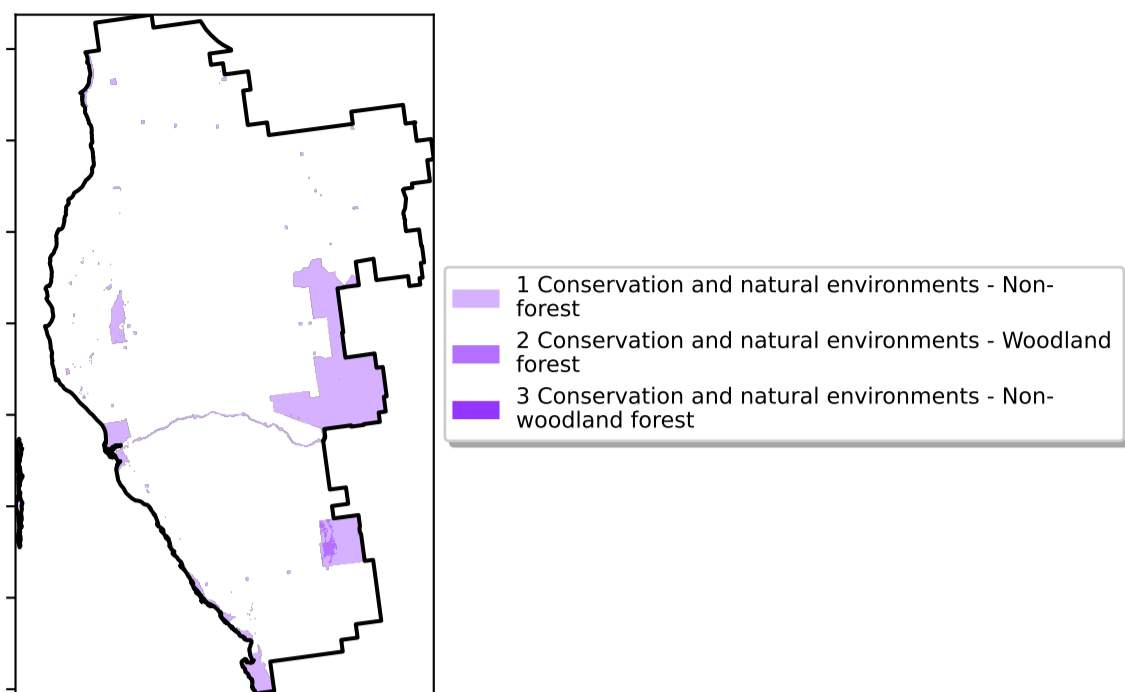 1 Conservation and natural environments - Non-
forest
2 Conservation and natural environments - Woodland
forest
3 Conservation and natural environments - Non-
woodland forest